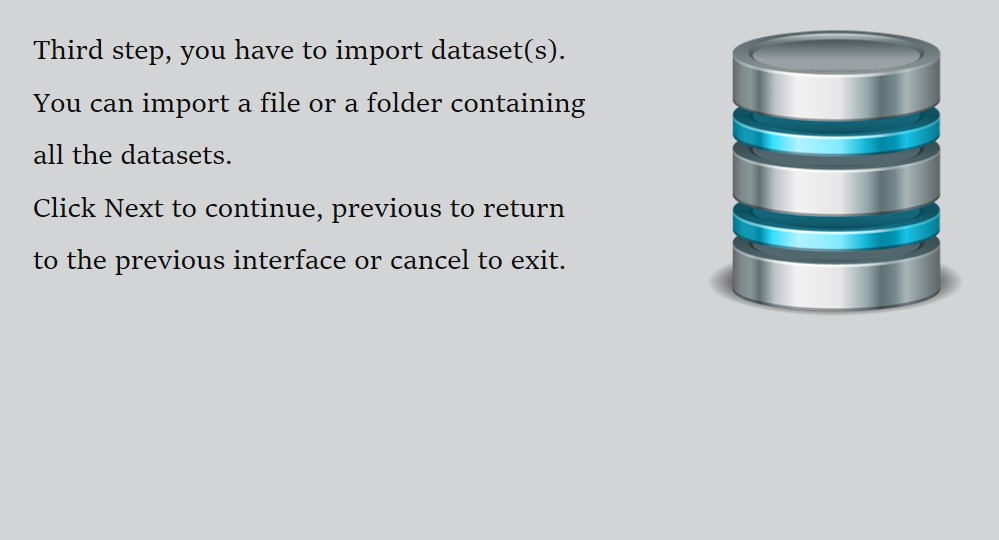 Third step, you have to import dataset(s).
You can import a file or a folder containing
all the datasets.
Click Next to continue, previous to return
to the previous interface or cancel to exit.